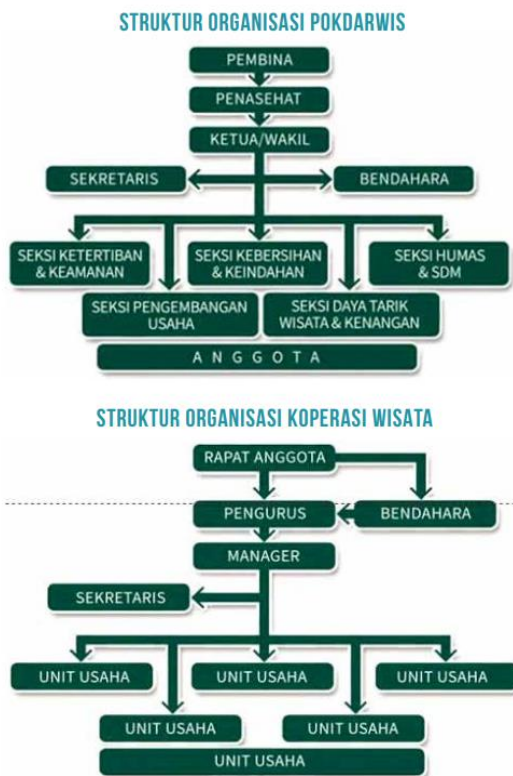 STRUKTUR ORGANISASI POKDARWIS
PEMBINA
PENASEHAT
KETUA/WAKIL
SEKRETARIS
BENDAHARA
SEKSI KETERTIBAN
& KEAMANAN
SEKSI KEBERSIHAN
& KEINDAHAN
SEKSI HUMAS
& SDM
SEKSI PENGEMBANGAN
USAHA
SEKSI DAYA TARIK
WISATA & KENANGAN
A N G G O T A
STRUKTUR ORGANISASI KOPERASI WISATA
RAPAT ANGGOTA
PENGURUS
BENDAHARA
MANAGER
SEKRETARIS
UNIT USAHA
UNIT USAHA
UNIT USAHA
UNIT USAHA
UNIT USAHA
UNIT USAHA